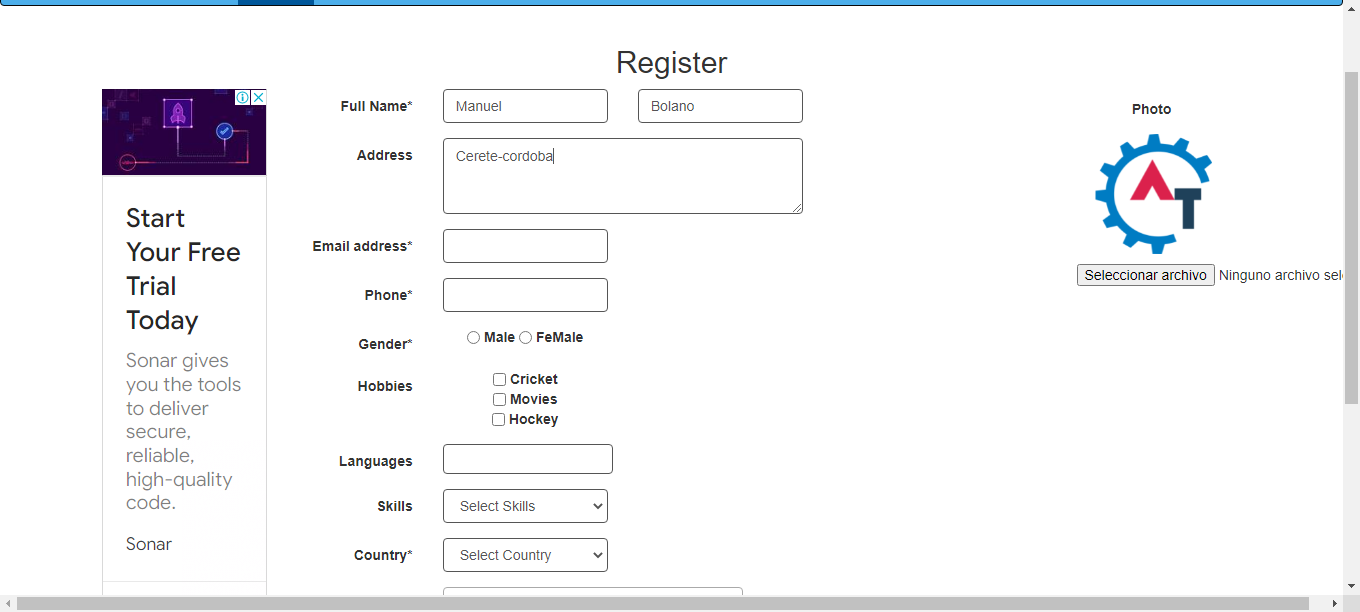 Register
Start
Your Free
Trial
Today
Sonar gives
you the tools
to deliver
secure,
reliable,
high-quality
code.
Sonar
Full Name* Manuel Bolano
Address Cerete-cordoba
Email address*
Phone*
Gender* Male FeMale
Hobbies Cricket
Movies
Hockey
Languages
Skills Select Skills
Country* Select Country
Photo
AT
Seleccionar archivo Ninguno archivo sel